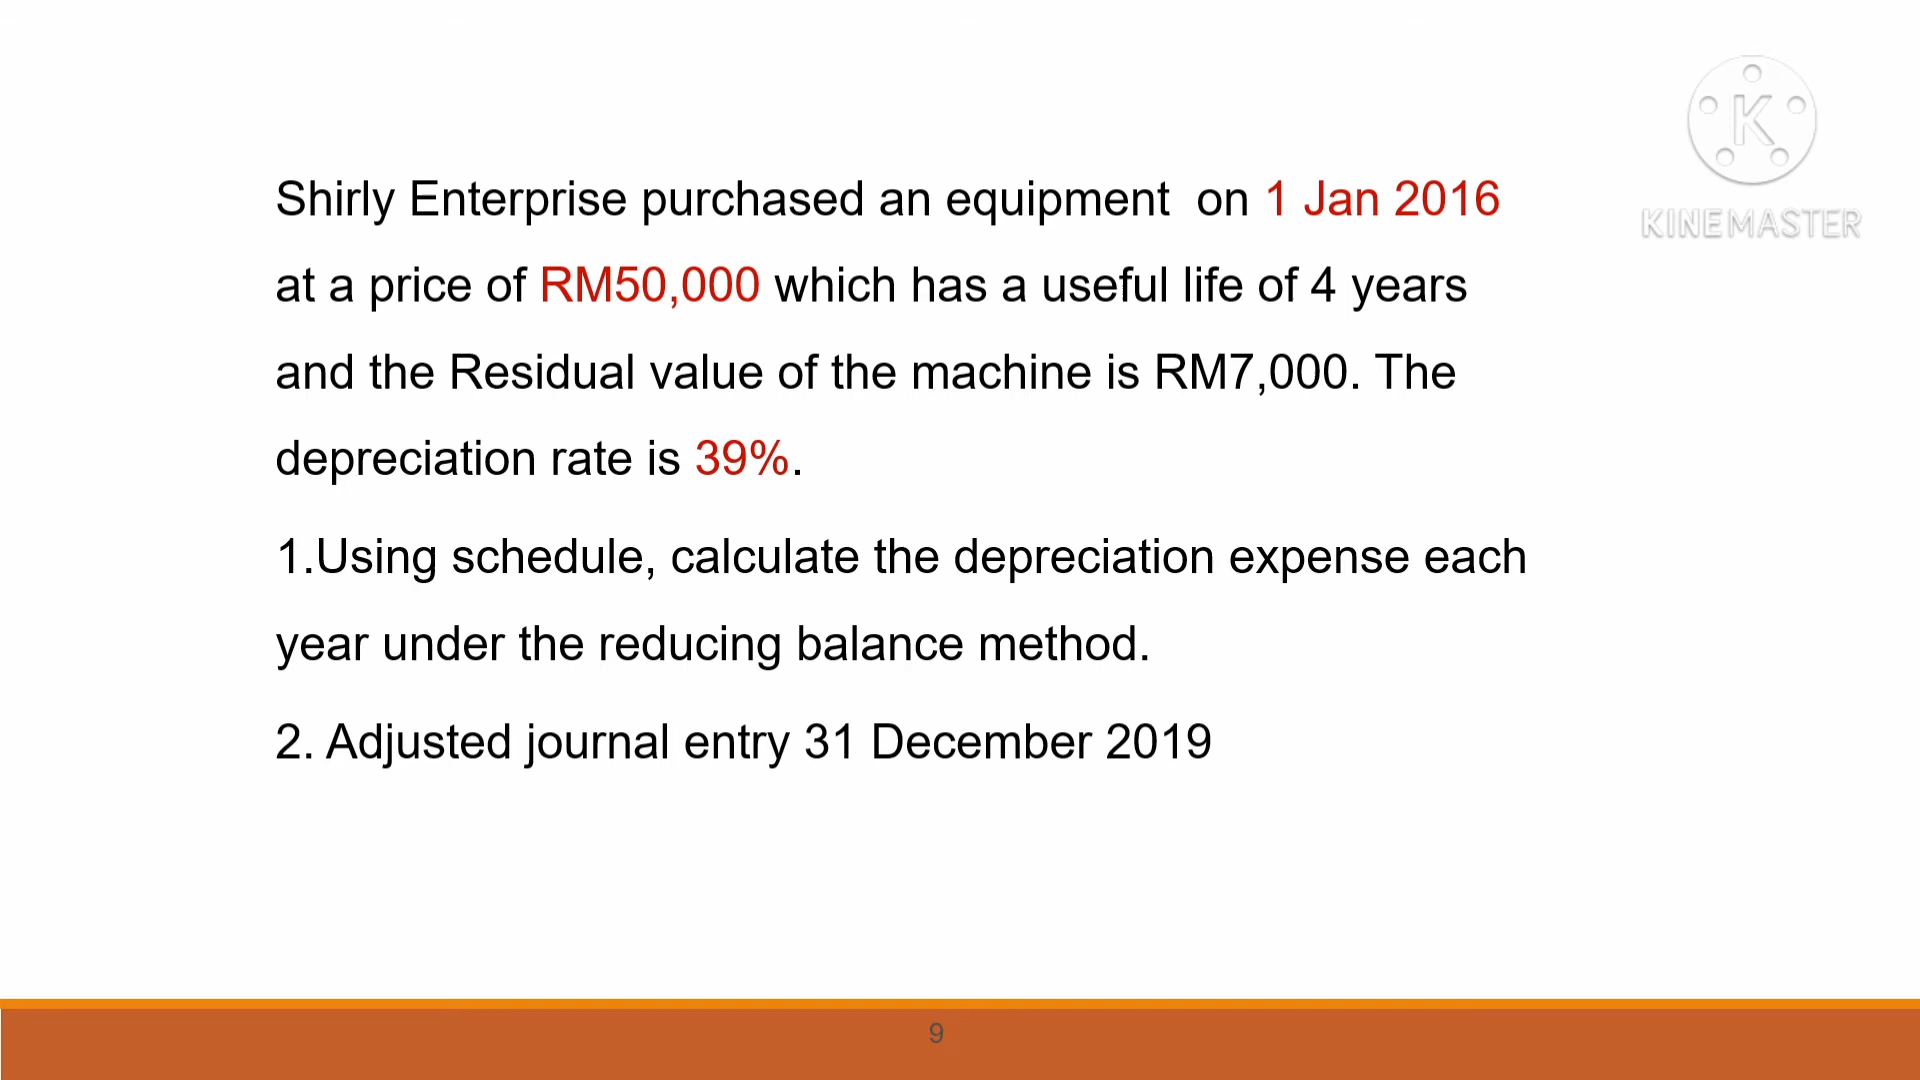 Shirly Enterprise purchased an equipment  on 1 Jan 2016
at a price of RM50,000 which has a useful life of 4 years
and the Residual value of the machine is RM7,000. The
depreciation rate is 39%.
1.Using schedule, calculate the depreciation expense each
year under the reducing balance method.
2. Adjusted journal entry 31 December 2019
K
KINEMASTER
9